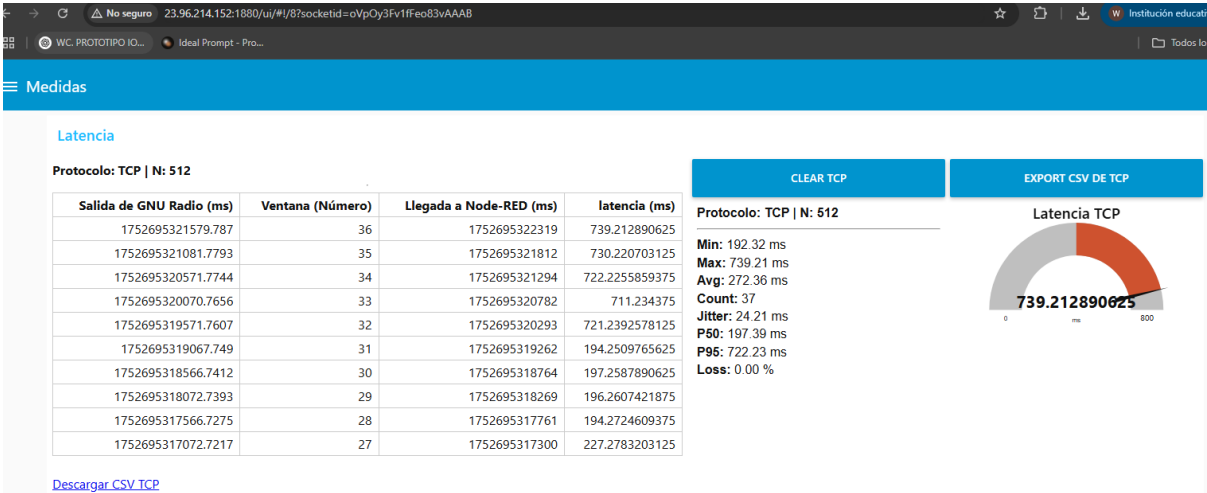 No seguro 23.96.214.152:1880/ui/#!/8?socketid=oVpOy3Fv1fFeo83vAAAB
W Institución educati
WC. PROTOTIPO IO... Ideal Prompt - Pro... Todos lo
Medidas
Latencia
Protocolo: TCP | N: 512
Salida de GNU Radio (ms) Ventana (Número) Llegada a Node-RED (ms) latencia (ms)
1752695321579.787 36 1752695322319 739.212890625
1752695321081.7793 35 1752695321812 730.220703125
1752695320571.7744 34 1752695321294 722.2255859375
1752695320070.7656 33 1752695320782 711.234375
1752695319571.7607 32 1752695320293 721.2392578125
1752695319067.749 31 1752695319262 194.2509765625
1752695318566.7412 30 1752695318764 197.2587890625
1752695318072.7393 29 1752695318269 196.2607421875
1752695317566.7275 28 1752695317761 194.2724609375
1752695317072.7217 27 1752695317300 227.2783203125
Descargar CSV TCP
CLEAR TCP
EXPORT CSV DE TCP
Protocolo: TCP | N: 512
Min: 192.32 ms
Max: 739.21 ms
Avg: 272.36 ms
Count: 37
Jitter: 24.21 ms
P50: 197.39 ms
P95: 722.23 ms
Loss: 0.00 %
Latencia TCP
739.212890625
0 ms 800